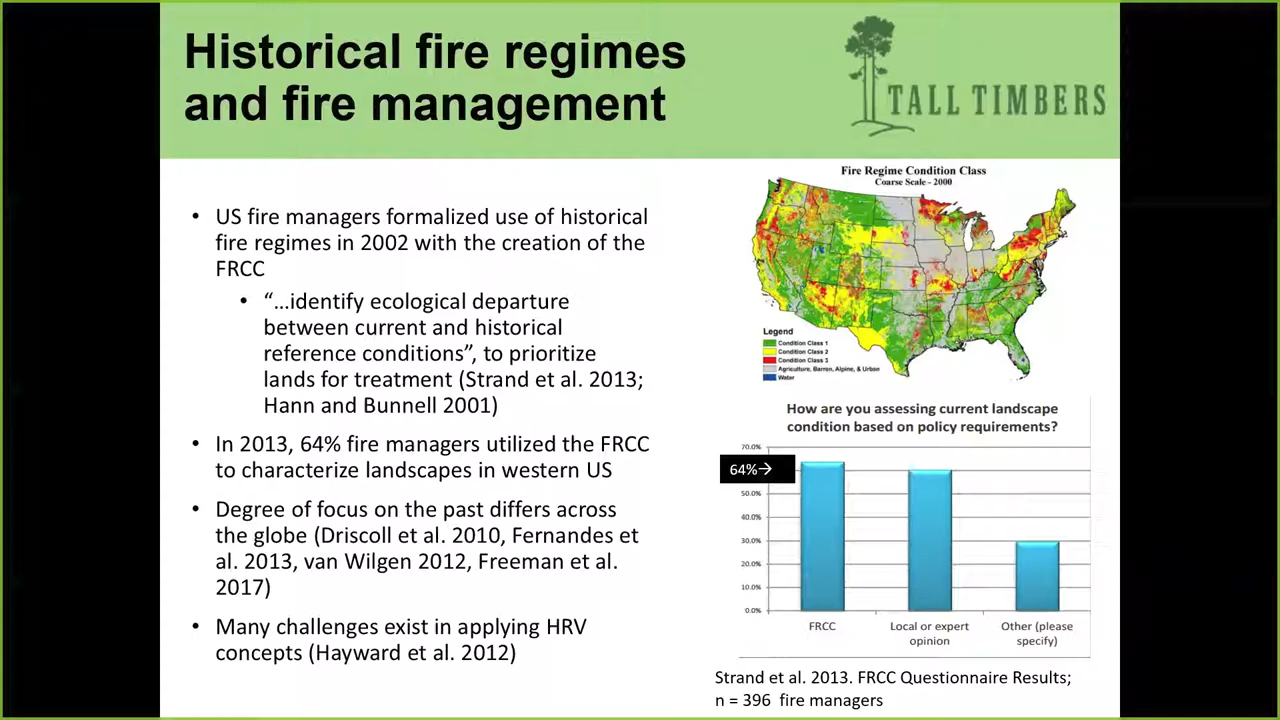 Historical fire regimes
and fire management
TALL TIMBERS
• US fire managers formalized use of historical
fire regimes in 2002 with the creation of the
FRCC
• “…identify ecological departure
between current and historical
reference conditions”, to prioritize
lands for treatment (Strand et al. 2013;
Hann and Bunnell 2001)
• In 2013, 64% fire managers utilized the FRCC
to characterize landscapes in western US
• Degree of focus on the past differs across
the globe (Driscoll et al. 2010, Fernandes et
al. 2013, van Wilgen 2012, Freeman et al.
2017)
• Many challenges exist in applying HRV
concepts (Hayward et al. 2012)
Fire Regime Condition Class
Coarse Scale - 2000
Legend
Condition Class 1
Condition Class 2
Condition Class 3
Agriculture, Barren, Alpine, & Urban
Water
How are you assessing current landscape
condition based on policy requirements?
70.0%
64%→
50.0%
40.0%
30.0%
20.0%
10.0%
0.0%
FRCC
Local or expert
opinion
Other (please
specify)
Strand et al. 2013. FRCC Questionnaire Results;
n = 396 fire managers